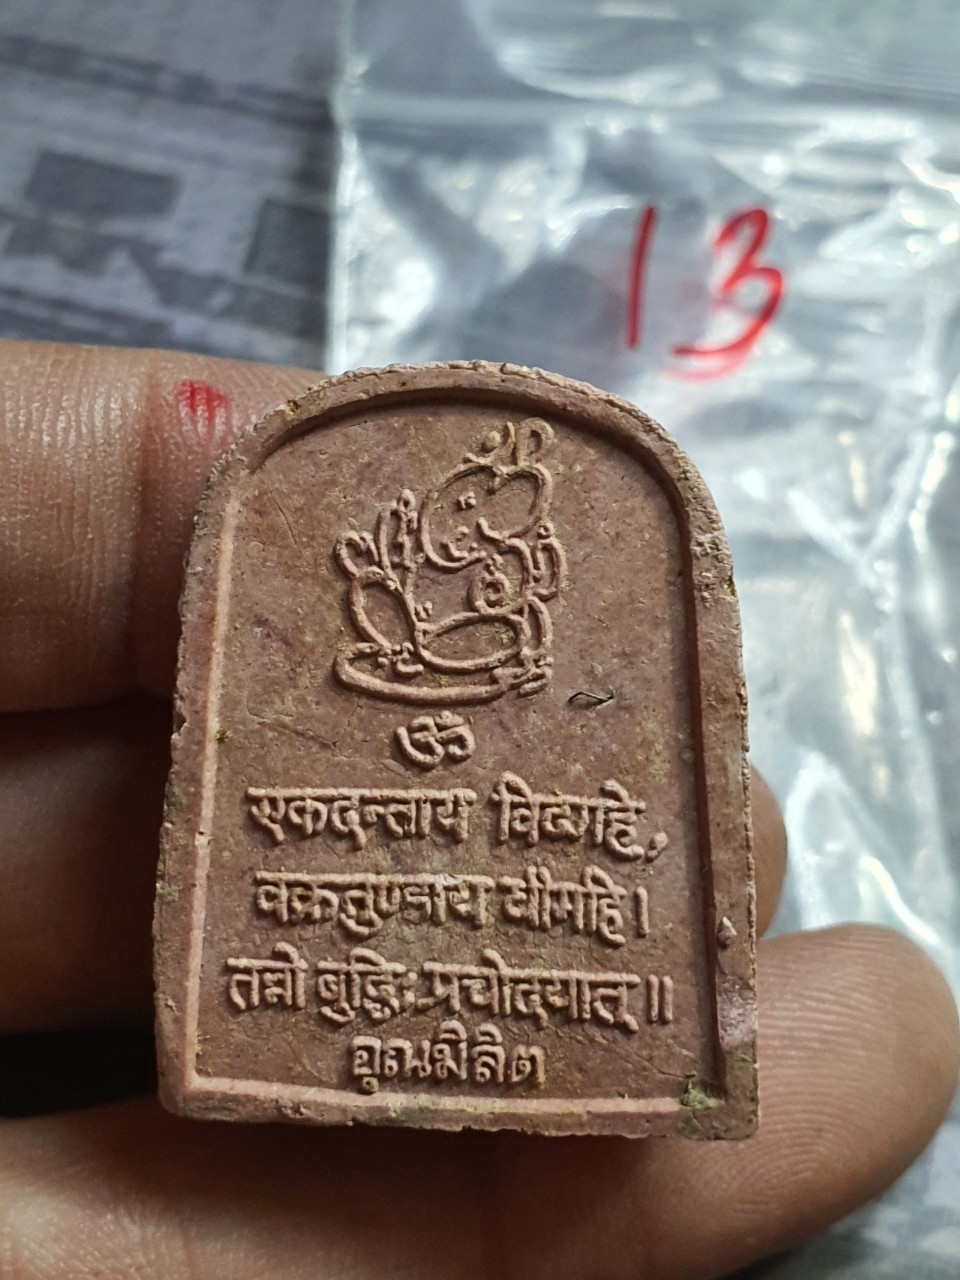 13
ॐ
एकदन्ताय विद्महे,
वक्रतुण्डाय धीमहि।
तन्नो बुद्धिः प्रचोदयात्॥
อุณมิลิต